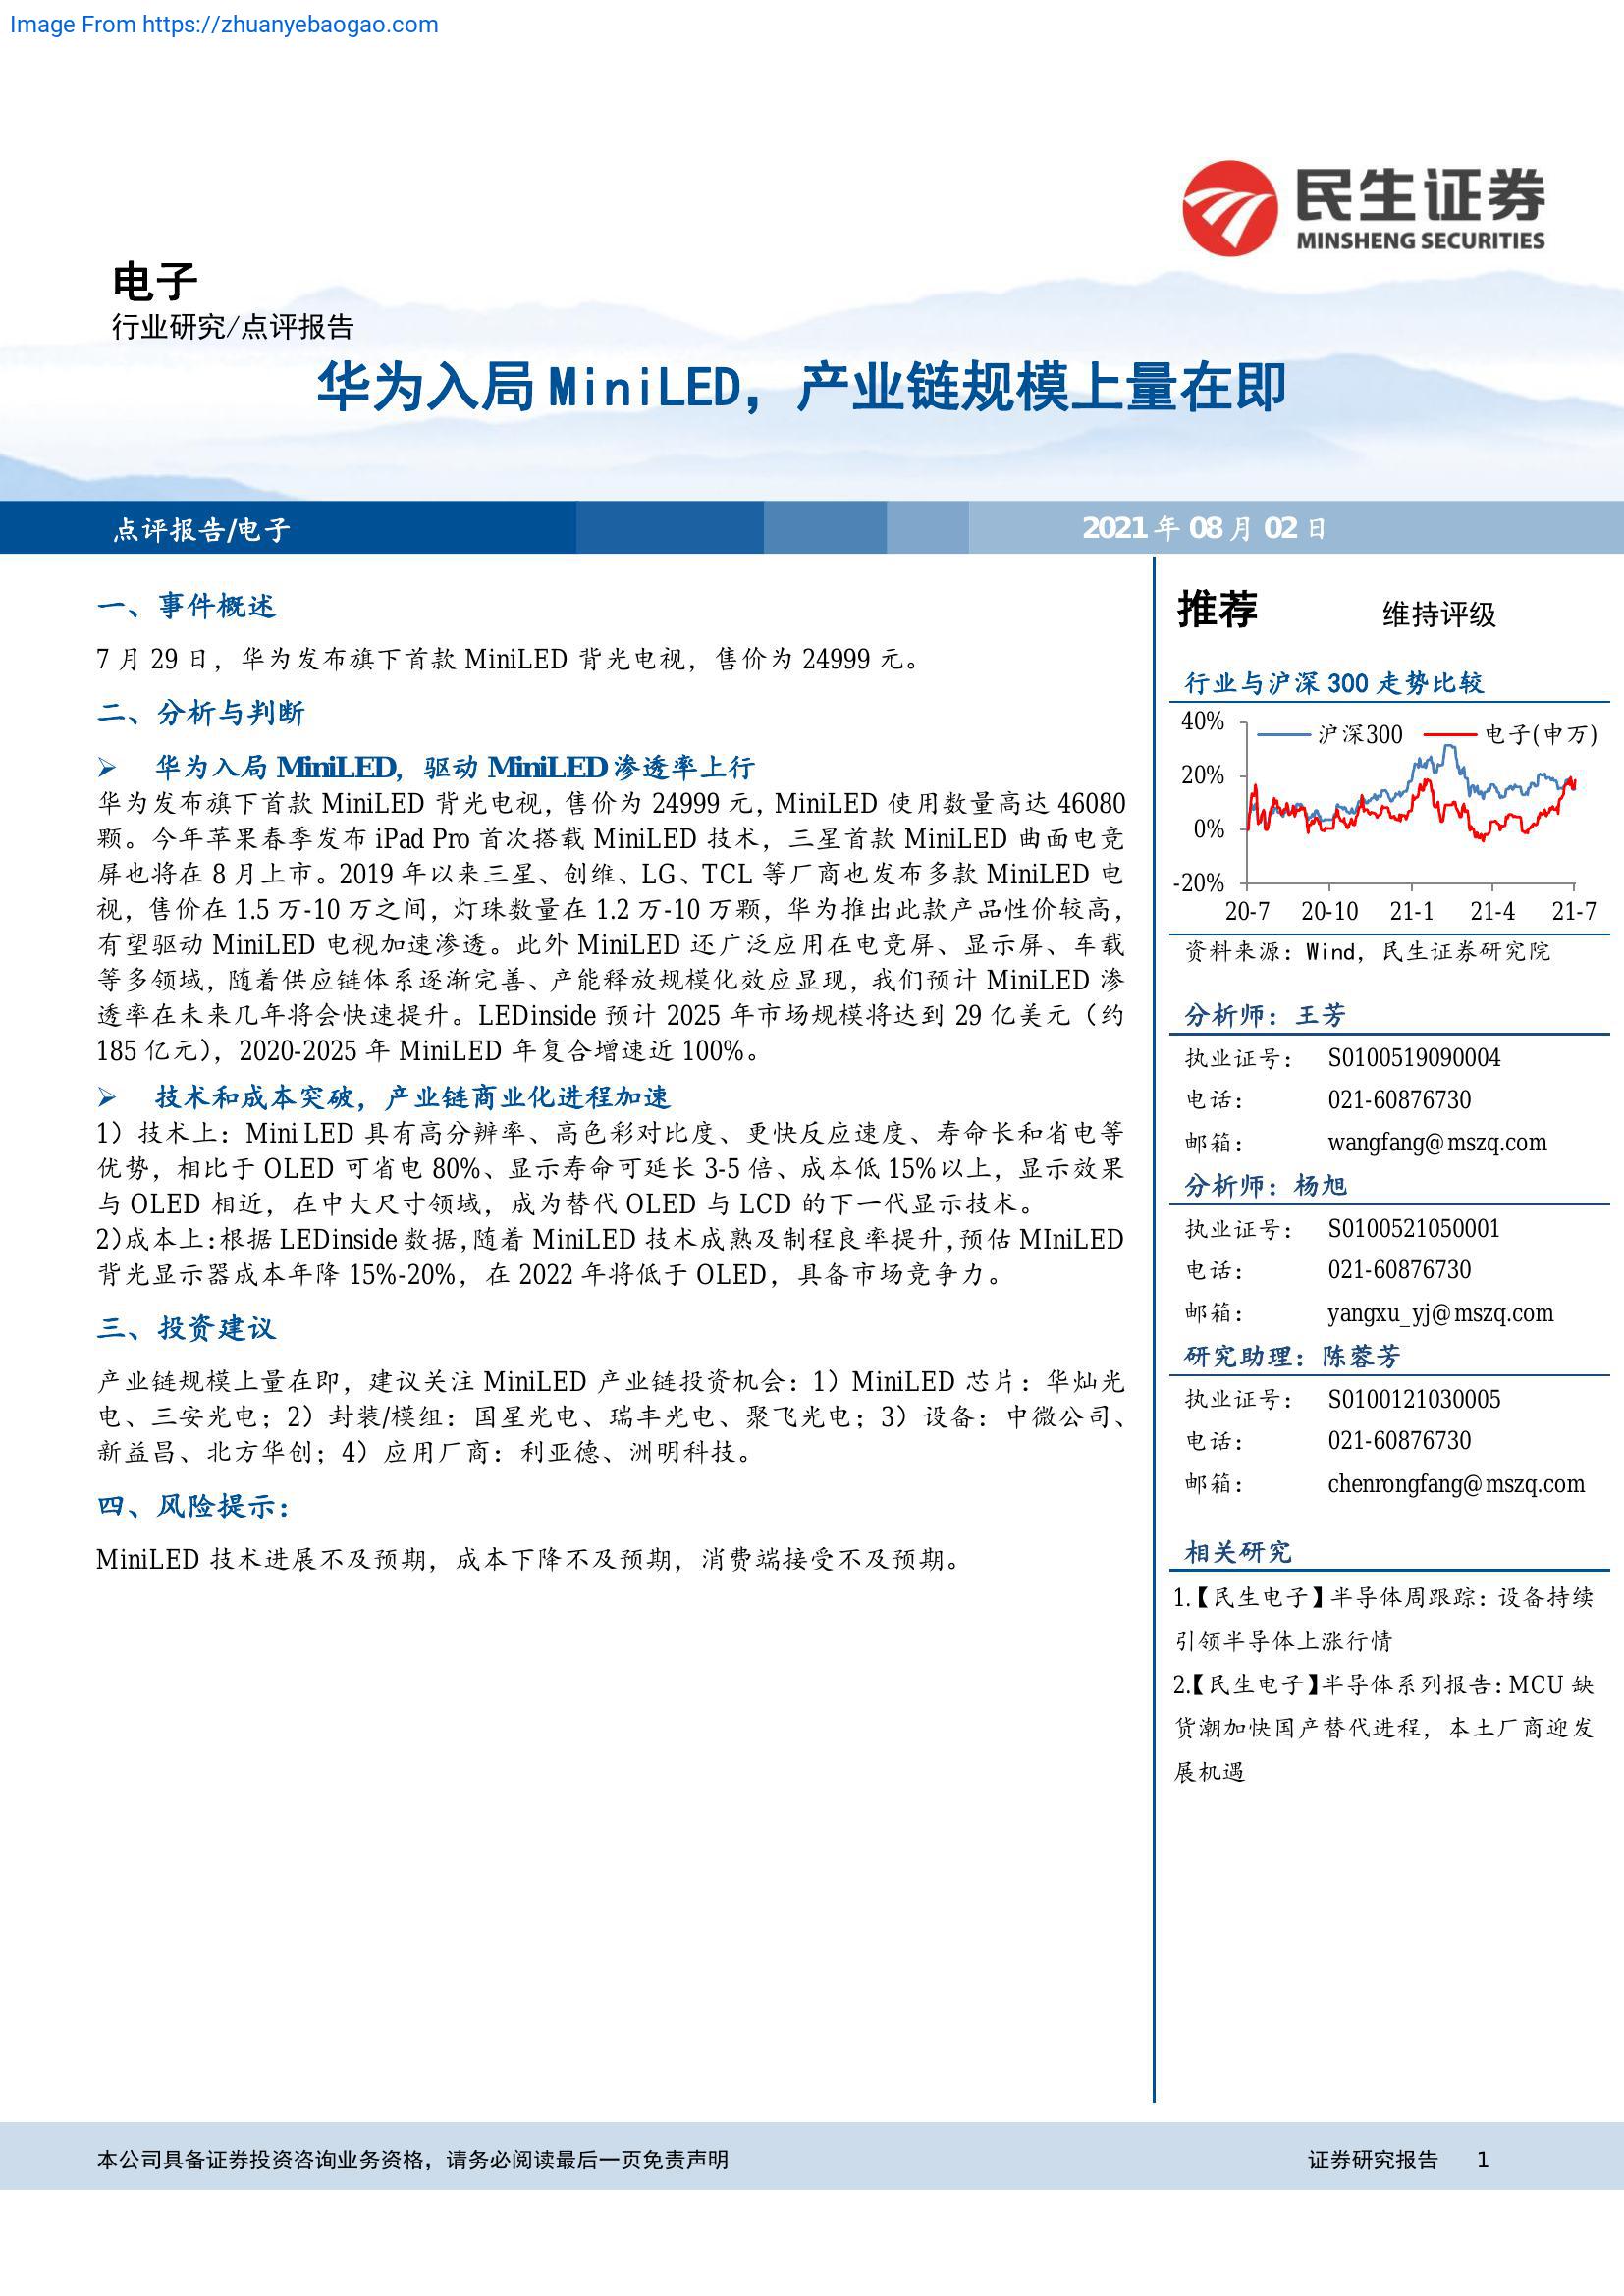 Image From https://zhuanyebaogao.com
民生证券
MINSHENG SECURITIES
电子
行业研究/点评报告
华为入局 MiniLED，产业链规模上量在即
点评报告/电子
2021 年 08 月 02 日
一、事件概述
7 月 29 日，华为发布旗下首款 MiniLED 背光电视，售价为 24999 元。
二、分析与判断
➢ 华为入局 MiniLED，驱动 MiniLED 渗透率上行
华为发布旗下首款 MiniLED 背光电视，售价为 24999 元，MiniLED 使用数量高达 46080
颗。今年苹果春季发布 iPad Pro 首次搭载 MiniLED 技术，三星首款 MiniLED 曲面电竞
屏也将在 8 月上市。2019 年以来三星、创维、LG、TCL 等厂商也发布多款 MiniLED 电
视，售价在 1.5 万-10 万之间，灯珠数量在 1.2 万-10 万颗，华为推出此款产品性价较高，
有望驱动 MiniLED 电视加速渗透。此外 MiniLED 还广泛应用在电竞屏、显示屏、车载
等多领域，随着供应链体系逐渐完善、产能释放规模化效应显现，我们预计 MiniLED 渗
透率在未来几年将会快速提升。LEDinside 预计 2025 年市场规模将达到 29 亿美元（约
185 亿元），2020-2025 年 MiniLED 年复合增速近 100%。
➢ 技术和成本突破，产业链商业化进程加速
1）技术上：Mini LED 具有高分辨率、高色彩对比度、更快反应速度、寿命长和省电等
优势，相比于 OLED 可省电 80%、显示寿命可延长 3-5 倍、成本低 15%以上，显示效果
与 OLED 相近，在中大尺寸领域，成为替代 OLED 与 LCD 的下一代显示技术。
2）成本上：根据 LEDinside 数据，随着 MiniLED 技术成熟及制程良率提升，预估 MIniLED
背光显示器成本年降 15%-20%，在 2022 年将低于 OLED，具备市场竞争力。
三、投资建议
产业链规模上量在即，建议关注 MiniLED 产业链投资机会：1）MiniLED 芯片：华灿光
电、三安光电；2）封装/模组：国星光电、瑞丰光电、聚飞光电；3）设备：中微公司、
新益昌、北方华创；4）应用厂商：利亚德、洲明科技。
四、风险提示：
MiniLED 技术进展不及预期，成本下降不及预期，消费端接受不及预期。
推荐 维持评级
行业与沪深 300 走势比较
沪深300 电子(申万)
40%
20%
0%
-20%
20-7 20-10 21-1 21-4 21-7
资料来源：Wind，民生证券研究院
分析师：王芳
执业证号： S0100519090004
电话： 021-60876730
邮箱： wangfang@mszq.com
分析师：杨旭
执业证号： S0100521050001
电话： 021-60876730
邮箱： yangxu_yj@mszq.com
研究助理：陈蓉芳
执业证号： S0100121030005
电话： 021-60876730
邮箱： chenrongfang@mszq.com
相关研究
1.【民生电子】半导体周跟踪：设备持续
引领半导体上涨行情
2.【民生电子】半导体系列报告：MCU 缺
货潮加快国产替代进程，本土厂商迎发
展机遇
本公司具备证券投资咨询业务资格，请务必阅读最后一页免责声明
证券研究报告 1